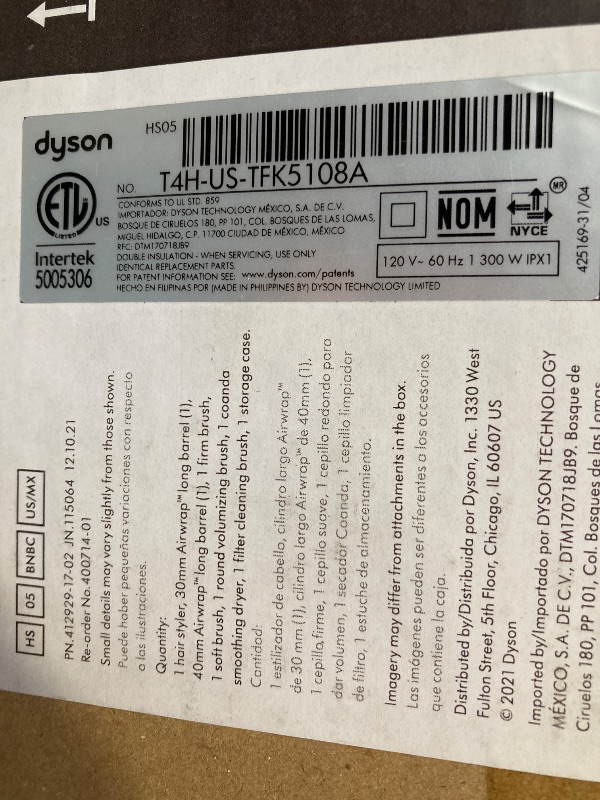 dyson
HS05
NO. T4H-US-TFK5108A
ETL
LISTED
US
Intertek
5005306
CONFORMS TO UL STD. 859
IMPORTADOR: DYSON TECHNOLOGY MÉXICO, S.A. DE C.V.
BOSQUE DE CIRUELOS 180, PP 101, COL. BOSQUES DE LAS LOMAS,
MIGUEL HIDALGO, C.P. 11700 CIUDAD DE MÉXICO, MÉXICO
RFC: DTM170718JB9
DOUBLE INSULATION - WHEN SERVICING, USE ONLY
IDENTICAL REPLACEMENT PARTS.
FOR PATENT INFORMATION SEE: www.dyson.com/patents
HECHO EN FILIPINAS POR (MADE IN PHILIPPINES BY) DYSON TECHNOLOGY LIMITED
NOM
NYCE
MR
120 V~ 60 Hz 1 300 W IPX1
425169-31/04
HS 05 BNBC US/MX
PN.412929-17-02 JN.115064 12.10.21
Re-order No.400714-01
Small details may vary slightly from those shown.
Puede haber pequeñas variaciones con respecto
a las ilustraciones.
Quantity:
1 hair styler, 30mm Airwrap™ long barrel (1),
40mm Airwrap™ long barrel (1), 1 firm brush,
1 soft brush, 1 round volumizing brush, 1 coanda
smoothing dryer, 1 filter cleaning brush, 1 storage case.
Cantidad:
1 estilizador de cabello, cilindro largo Airwrap™
de 30 mm (1), cilindro largo Airwrap™ de 40mm (1),
1 cepillo firme, 1 cepillo suave, 1 cepillo redondo para
dar volumen, 1 secador Coanda, 1 cepillo limpiador
de filtro, 1 estuche de almacenamiento.
Imagery may differ from attachments in the box.
Las imágenes pueden ser diferentes a los accesorios
que contiene la caja.
Distributed by/Distribuida por Dyson, Inc. 1330 West
Fulton Street, 5th Floor, Chicago, IL 60607 US
© 2021 Dyson
Imported by/Importado por DYSON TECHNOLOGY
MÉXICO, S.A. DE C.V., DTM170718JB9. Bosque de
Ciruelos 180, PP 101, Col. Bosques de las Lomas